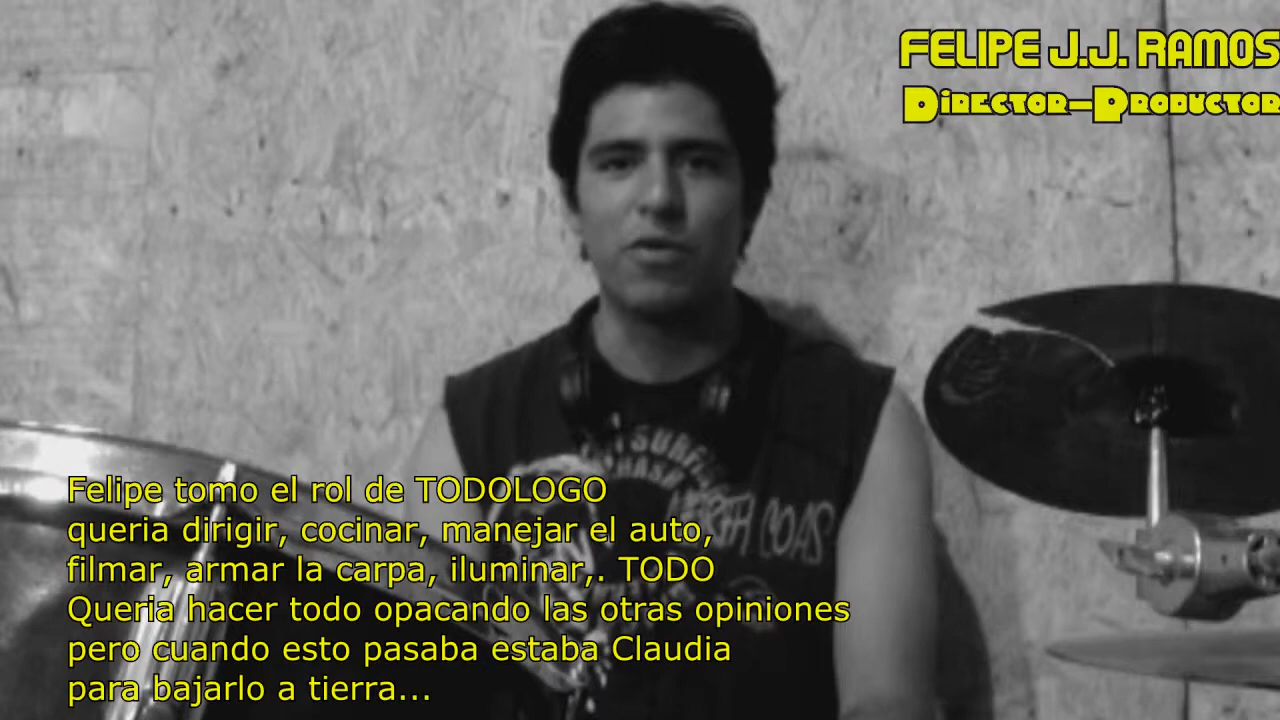 FELIPE J.J. RAMOS
DIRECTOR-PRODUCTOR
SURF
Felipe tomo el rol de TODOLOGO
queria dirigir, cocinar, manejar el auto,
filmar, armar la carpa, iluminar,. TODO
Queria hacer todo opacando las otras opiniones
pero cuando esto pasaba estaba Claudia
para bajarlo a tierra...